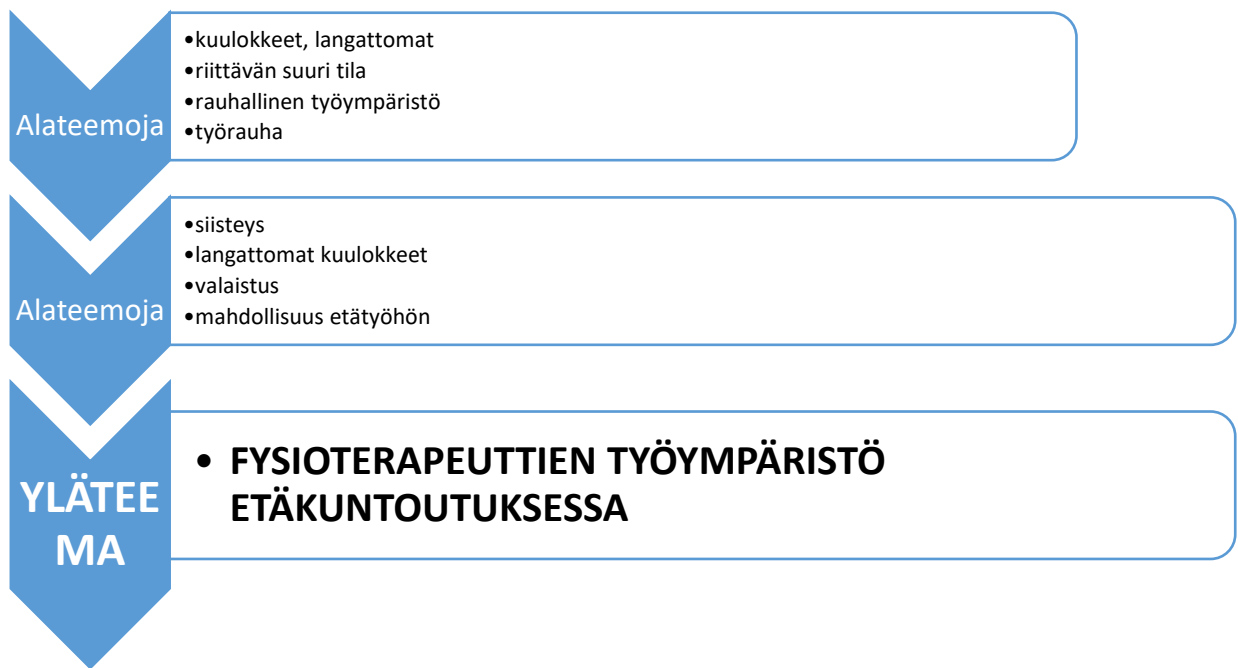 Alateemoja
•kuulokkeet, langattomat
•riittävän suuri tila
•rauhallinen työympäristö
•työrauha
Alateemoja
•siisteys
•langattomat kuulokkeet
•valaistus
•mahdollisuus etätyöhön
YLÄTEE
MA
• FYSIOTERAPEUTTIEN TYÖYMPÄRISTÖ
ETÄKUNTOUTUKSESSA